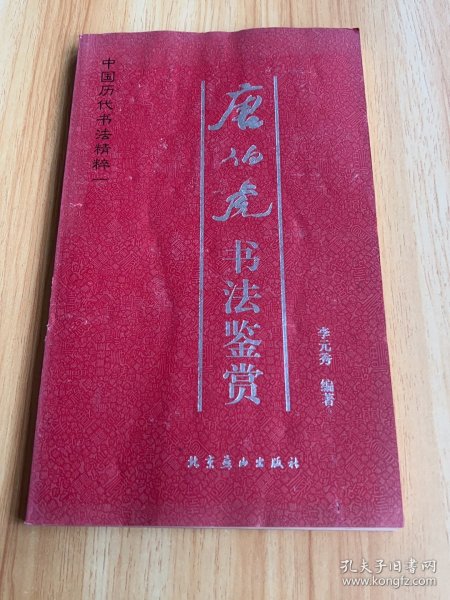 中国历代书法精粹一
唐伯虎书法鉴赏
李元秀 编著
北京燕山出版社
孔夫子旧书网
www.kongfz.com